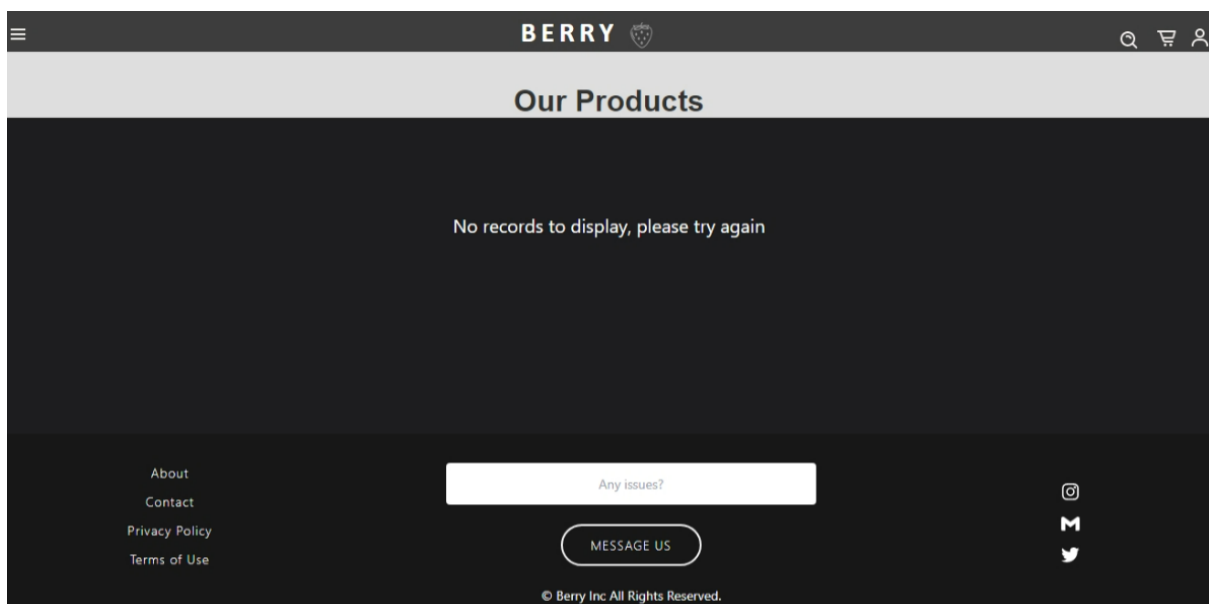 BERRY
Our Products
No records to display, please try again
About
Contact
Privacy Policy
Terms of Use
Any issues?
MESSAGE US
© Berry Inc All Rights Reserved.